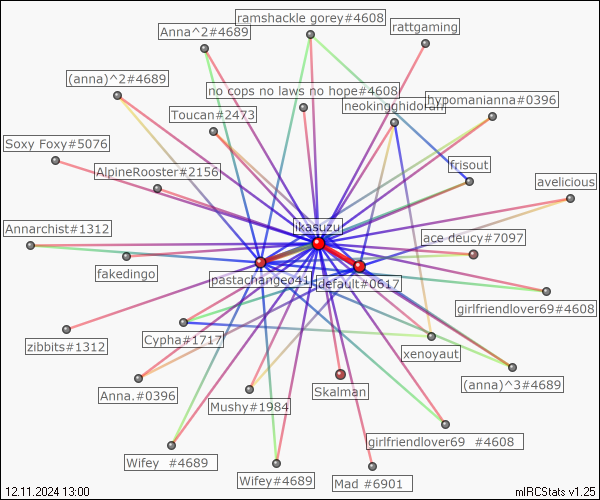 ramshackle gorey#4608
Anna^2#4689
rattgaming
(anna)^2#4689
no cops no laws no hope#4608
hypomanianna#0396
neokingghidorah
Toucan#2473
Soxy Foxy#5076
frisout
AlpineRooster#2156
avelicious
Annarchist#1312
ikasuzu
ace deucy#7097
fakedingo
pastachange041
default#0617
girlfriendlover69#4608
Cypha#1717
zibbits#1312
xenoyaut
(anna)^3#4689
Anna.#0396
Skalman
Mushy#1984
girlfriendlover69 #4608
Wifey #4689
Wifey#4689
Mad #6901
12.11.2024 13:00
mIRCStats v1.25